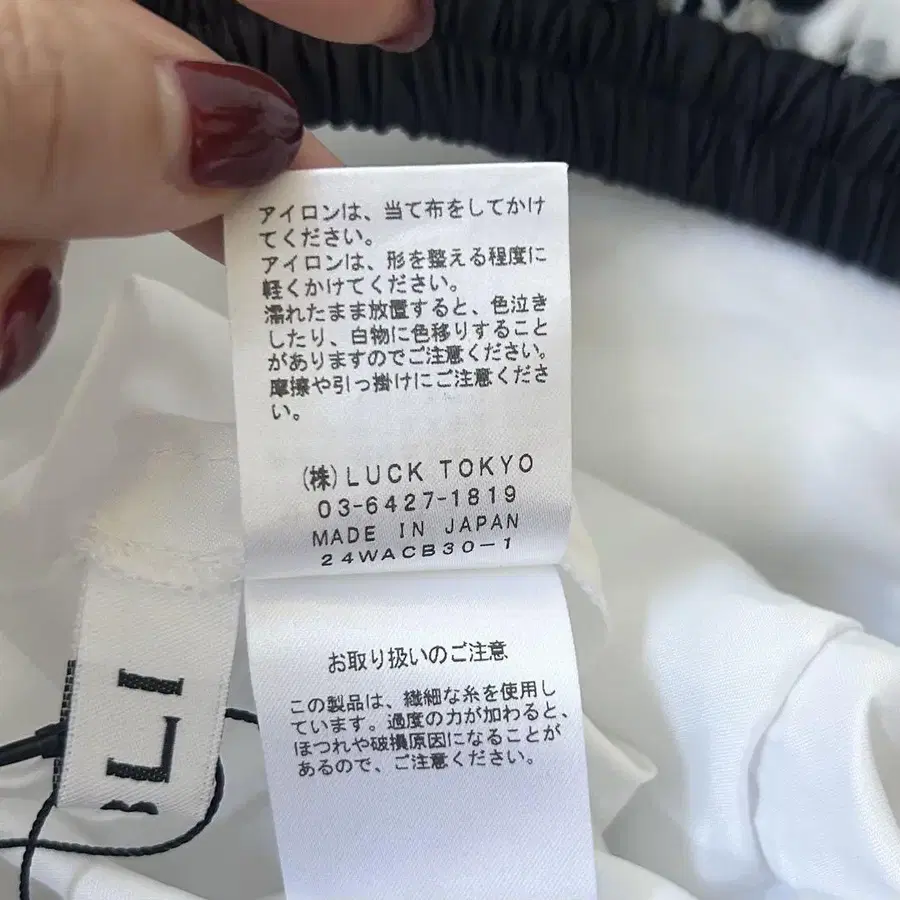 アイロンは、当て布をしてかけ
てください。
アイロンは、形を整える程度に
軽くかけてください。
濡れたまま放置すると、色泣き
したり、白物に色移りすること
がありますのでご注意ください。
摩擦や引っ掛けにご注意くださ
い。
(株)LUCK TOKYO
03-6427-1819
MADE IN JAPAN
24WACB30-1
お取り扱いのご注意
この製品は、繊細な糸を使用し
ています。過度の力が加わると、
ほつれや破損原因になることが
あるので、ご注意ください。
BLI